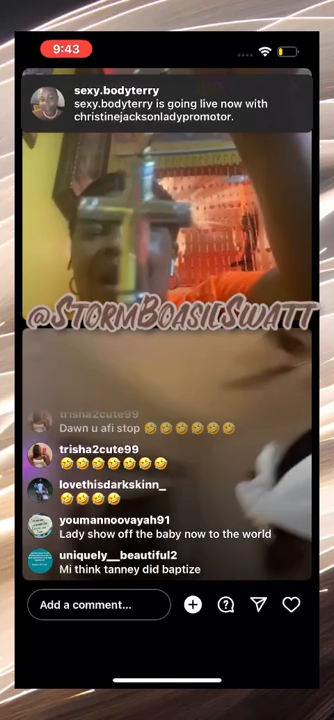 9:43
sexy.bodyterry
sexy.bodyterry is going live now with
christinejacksonladypromotor.
@StormBoasilSwatt
trisha2cute99
Dawn u afi stop 🤣🤣🤣🤣🤣🤣
trisha2cute99
🤣🤣🤣🤣🤣🤣🤣
lovethisdarkskinn_
🤣🤣🤣🤣
youmannoovayah91
Lady show off the baby now to the world
uniquely__beautiful2
Mi think tanney did baptize
Add a comment...